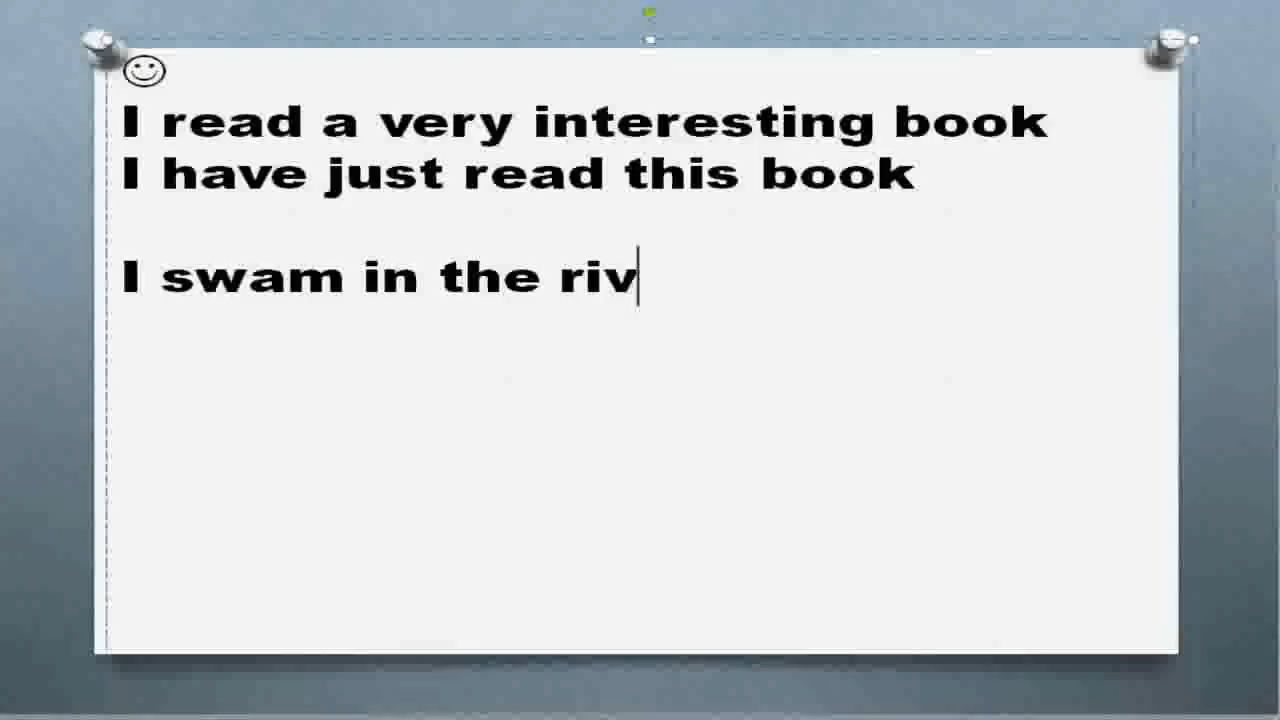 I read a very interesting book
I have just read this book
I swam in the riv